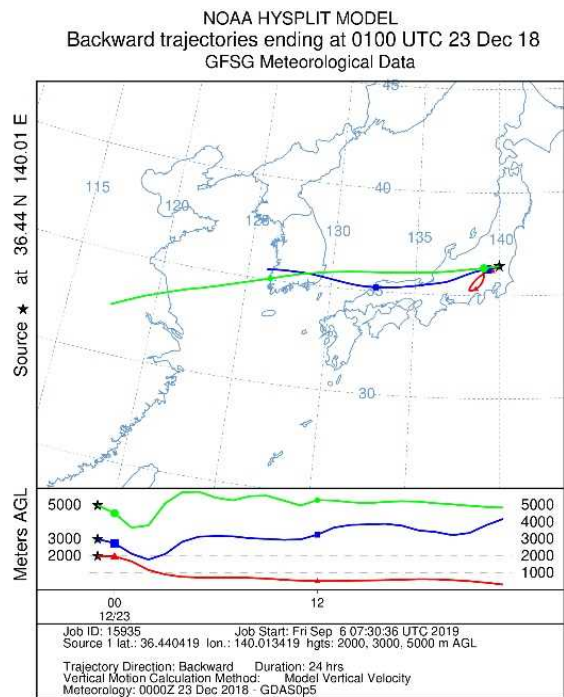 NOAA HYSPLIT MODEL
Backward trajectories ending at 0100 UTC 23 Dec 18
GFSG Meteorological Data
Source ★ at 36.44 N 140.01 E
45
115
120
125
40
130
135
140
30
Meters AGL
5000
3000
2000
5000
4000
3000
2000
1000
00
12
12/23
Job ID: 15935 Job Start: Fri Sep 6 07:30:36 UTC 2019
Source 1 lat.: 36.440419 lon.: 140.013419 hgts: 2000, 3000, 5000 m AGL
Trajectory Direction: Backward Duration: 24 hrs
Vertical Motion Calculation Method: Model Vertical Velocity
Meteorology: 0000Z 23 Dec 2018 - GDAS0p5